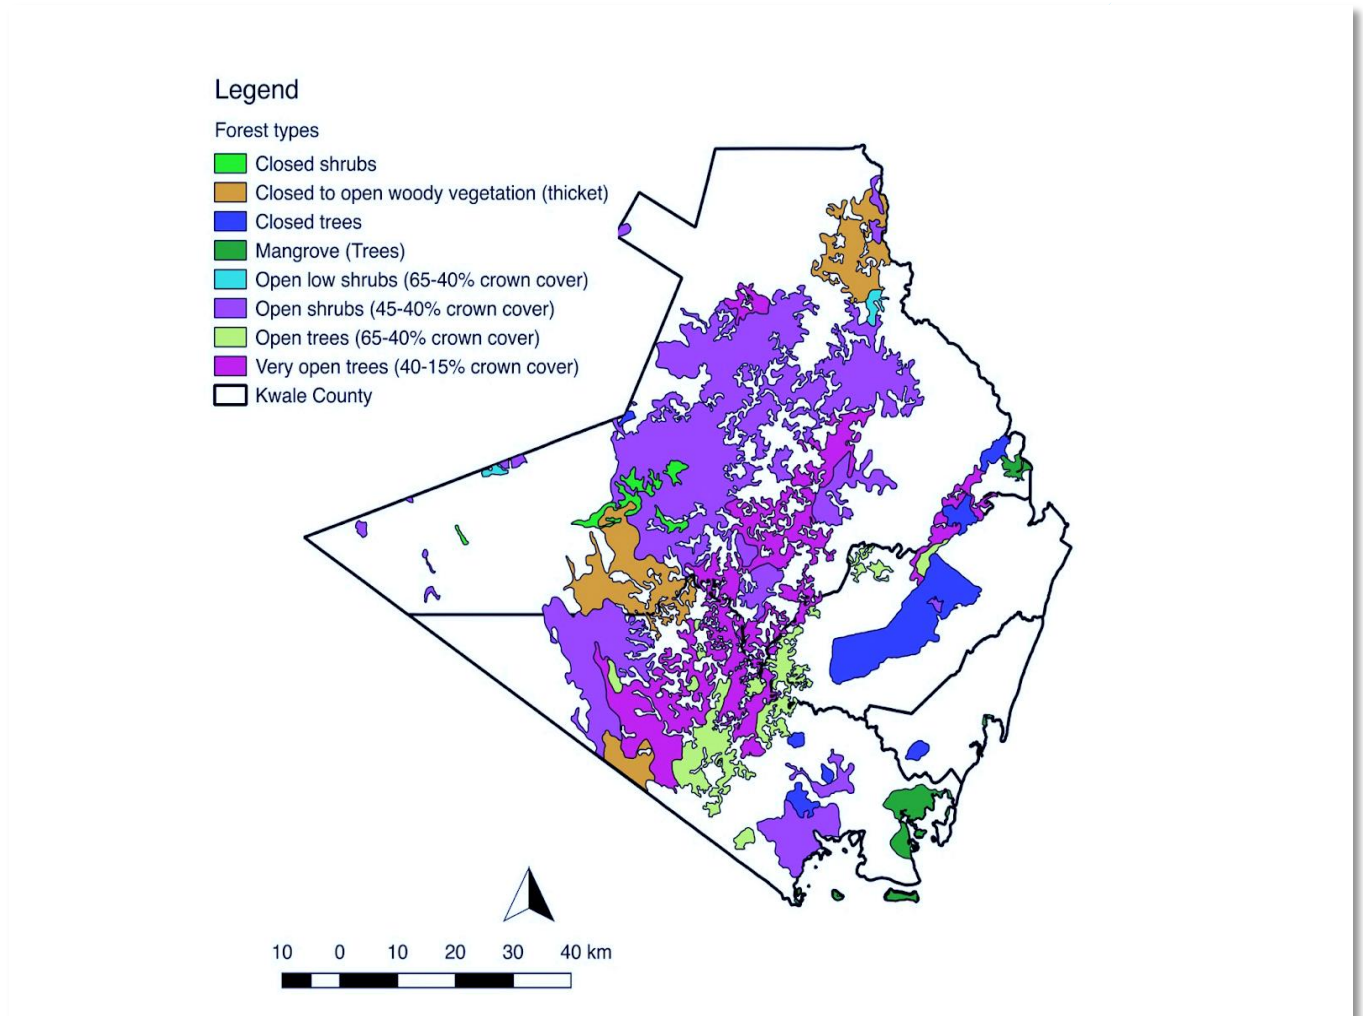 Legend
Forest types
Closed shrubs
Closed to open woody vegetation (thicket)
Closed trees
Mangrove (Trees)
Open low shrubs (65-40% crown cover)
Open shrubs (45-40% crown cover)
Open trees (65-40% crown cover)
Very open trees (40-15% crown cover)
Kwale County
10 0 10 20 30 40 km